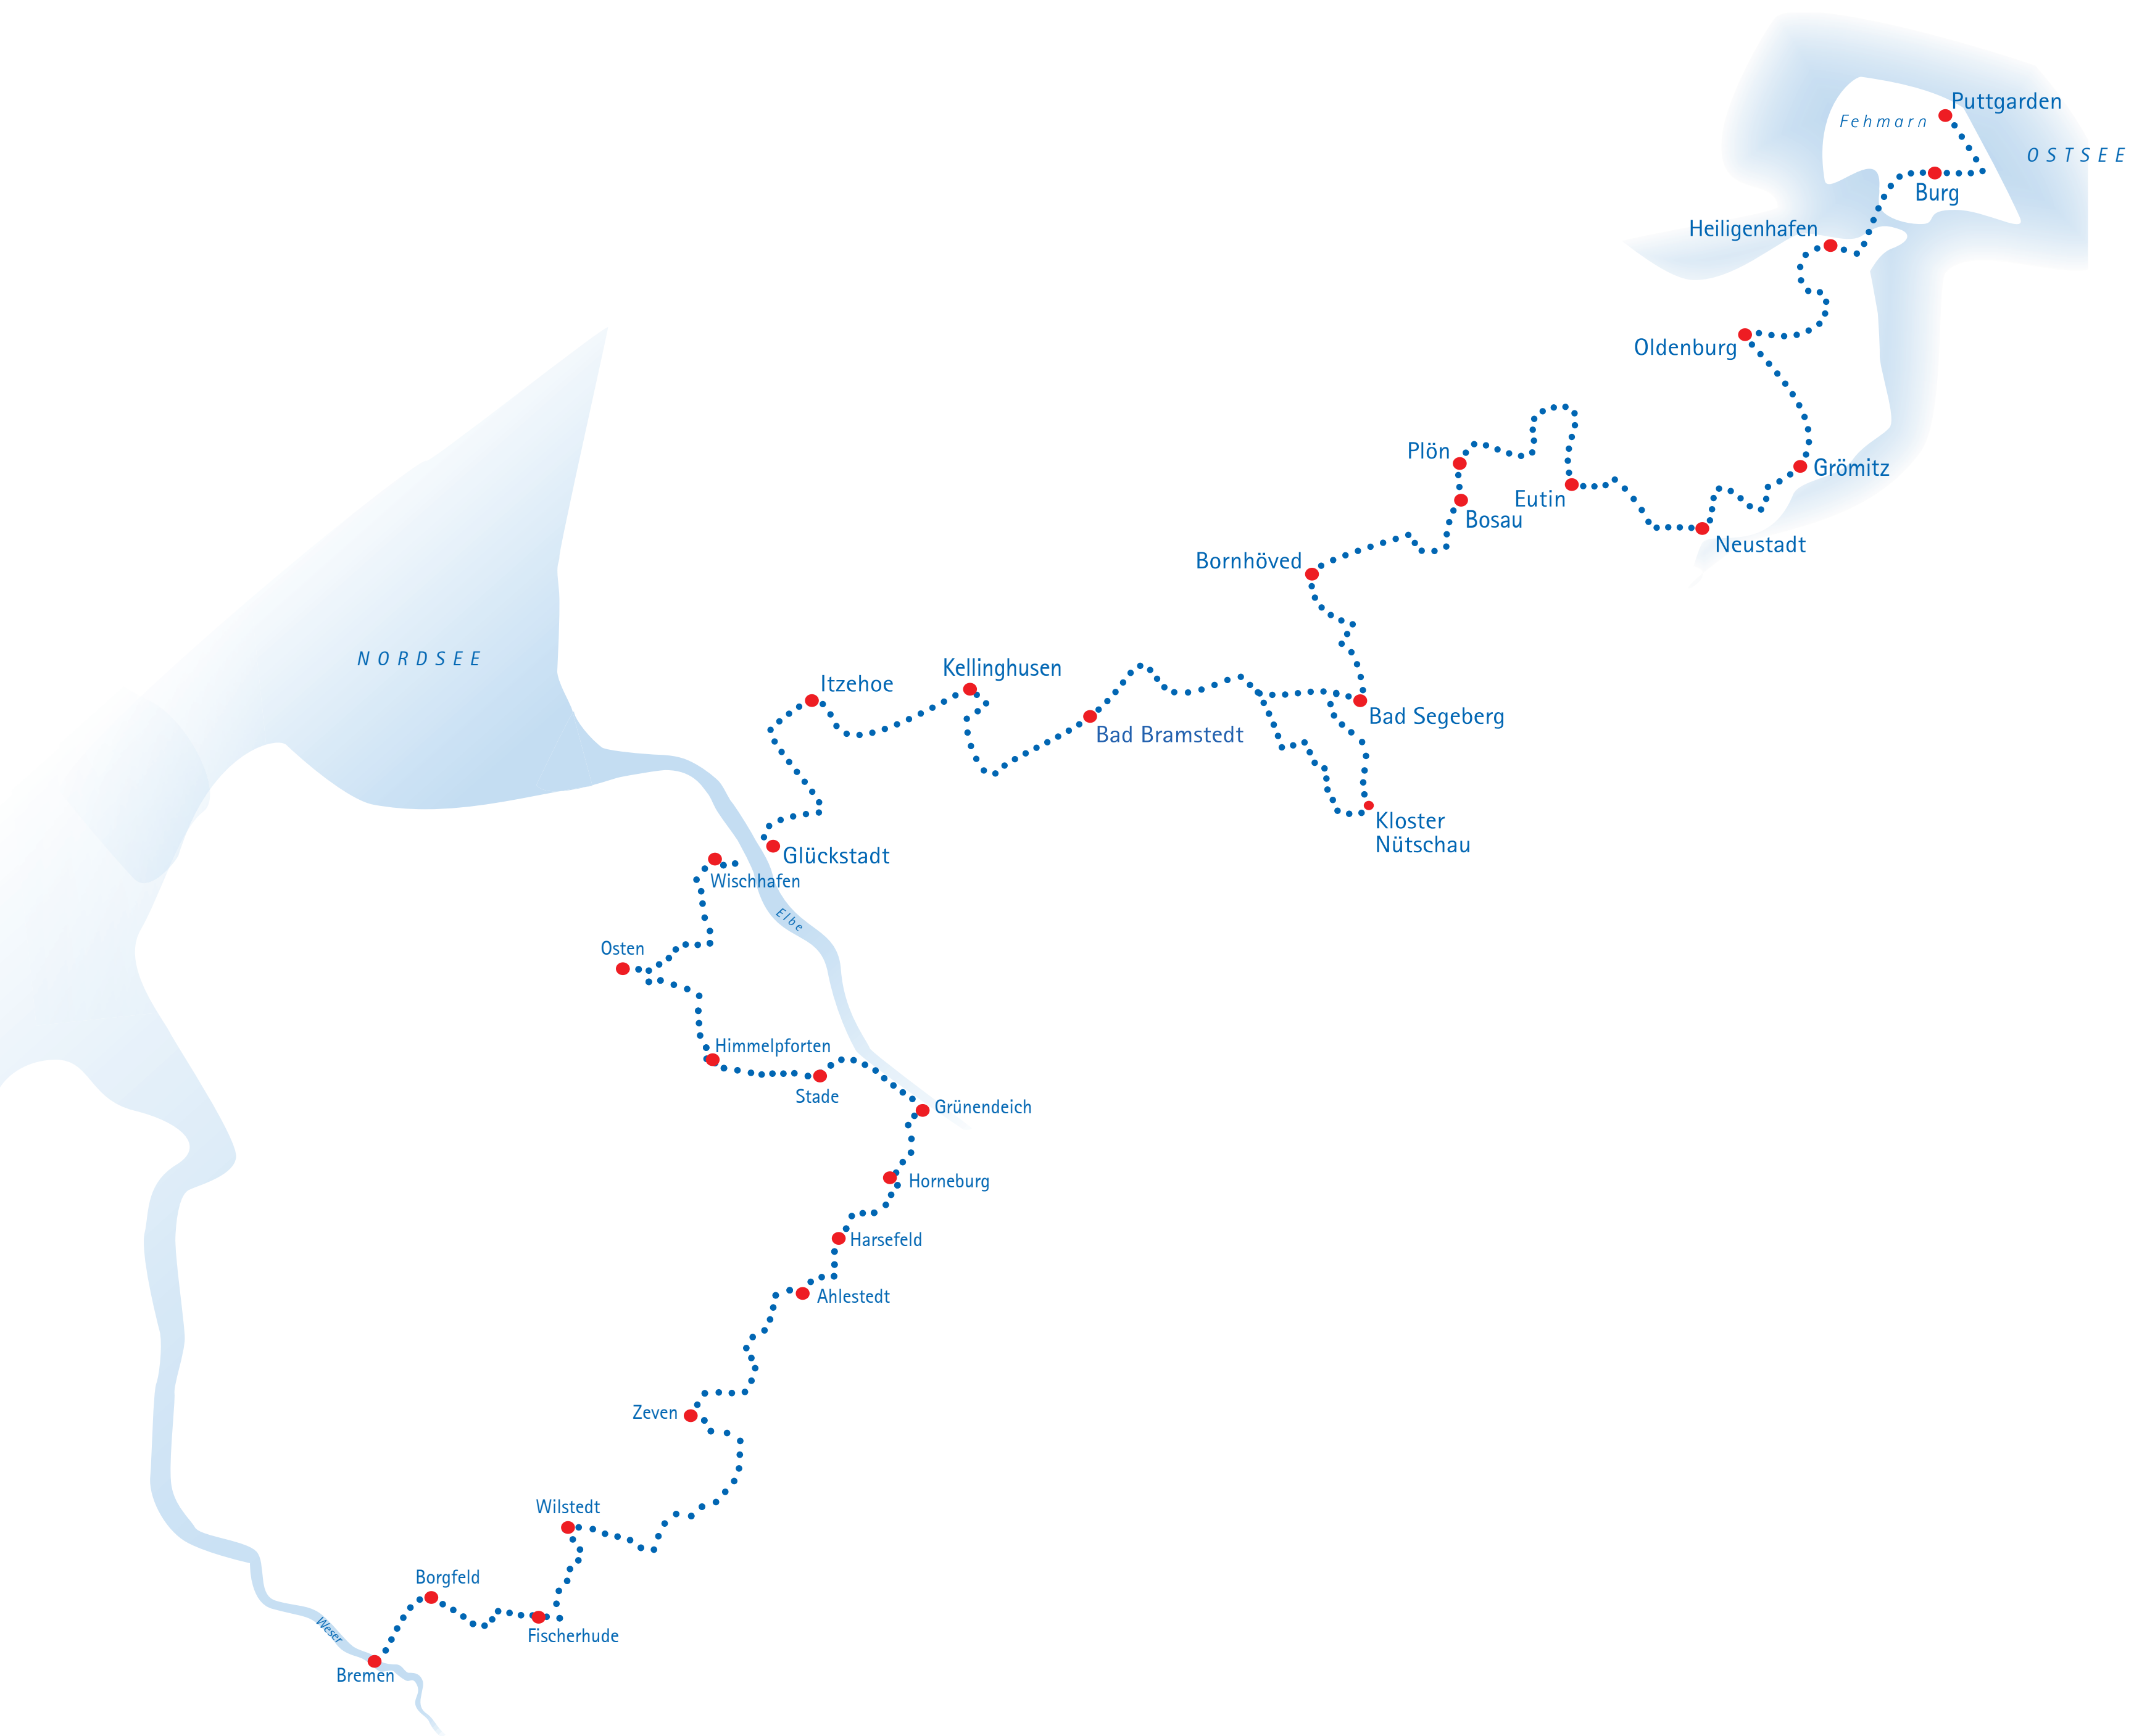 Puttgarden
Fehmarn
OSTSEE
Burg
Heiligenhafen
Oldenburg
Plön
Grömitz
Eutin
Bosau
Neustadt
Bornhöved
NORDSEE
Kellinghusen
Itzehoe
Bad Segeberg
Bad Bramstedt
Kloster
Nütschau
Glückstadt
Wischhafen
Elbe
Osten
Himmelpforten
Stade
Grünendeich
Horneburg
Harsefeld
Ahlestedt
Zeven
Wilstedt
Borgfeld
Weser
Fischerhude
Bremen